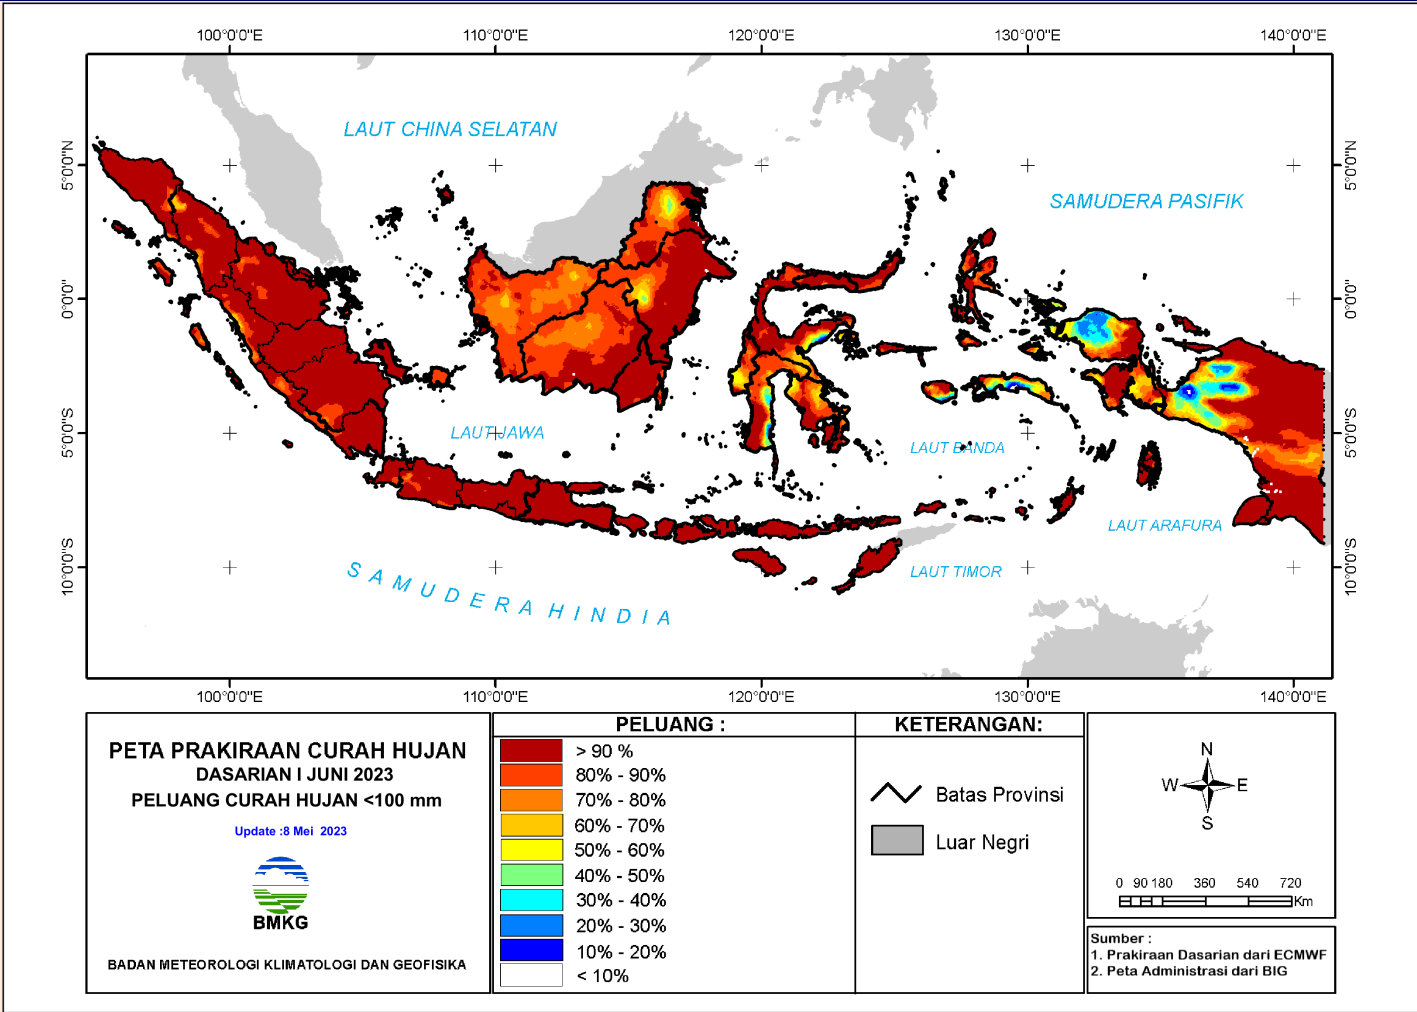 100°0'0"E 110°0'0"E 120°0'0"E 130°0'0"E 140°0'0"E
LAUT CHINA SELATAN
5°0'0"N 5°0'0"N
SAMUDERA PASIFIK
0°0'0" 0°0'0"
LAUT JAWA
5°0'0"S 5°0'0"S
LAUT BANDA
LAUT ARAFURA
10°0'0"S 10°0'0"S
LAUT TIMOR
SAMUDERA HINDIA
100°0'0"E 110°0'0"E 120°0'0"E 130°0'0"E 140°0'0"E
PETA PRAKIRAAN CURAH HUJAN
DASARIAN I JUNI 2023
PELUANG CURAH HUJAN <100 mm
Update :8 Mei 2023
BMKG
BADAN METEOROLOGI KLIMATOLOGI DAN GEOFISIKA
PELUANG :
> 90 %
80% - 90%
70% - 80%
60% - 70%
50% - 60%
40% - 50%
30% - 40%
20% - 30%
10% - 20%
< 10%
KETERANGAN:
Batas Provinsi
Luar Negri
N
W E
S
0 90 180 360 540 720
Km
Sumber :
1. Prakiraan Dasarian dari ECMWF
2. Peta Administrasi dari BIG